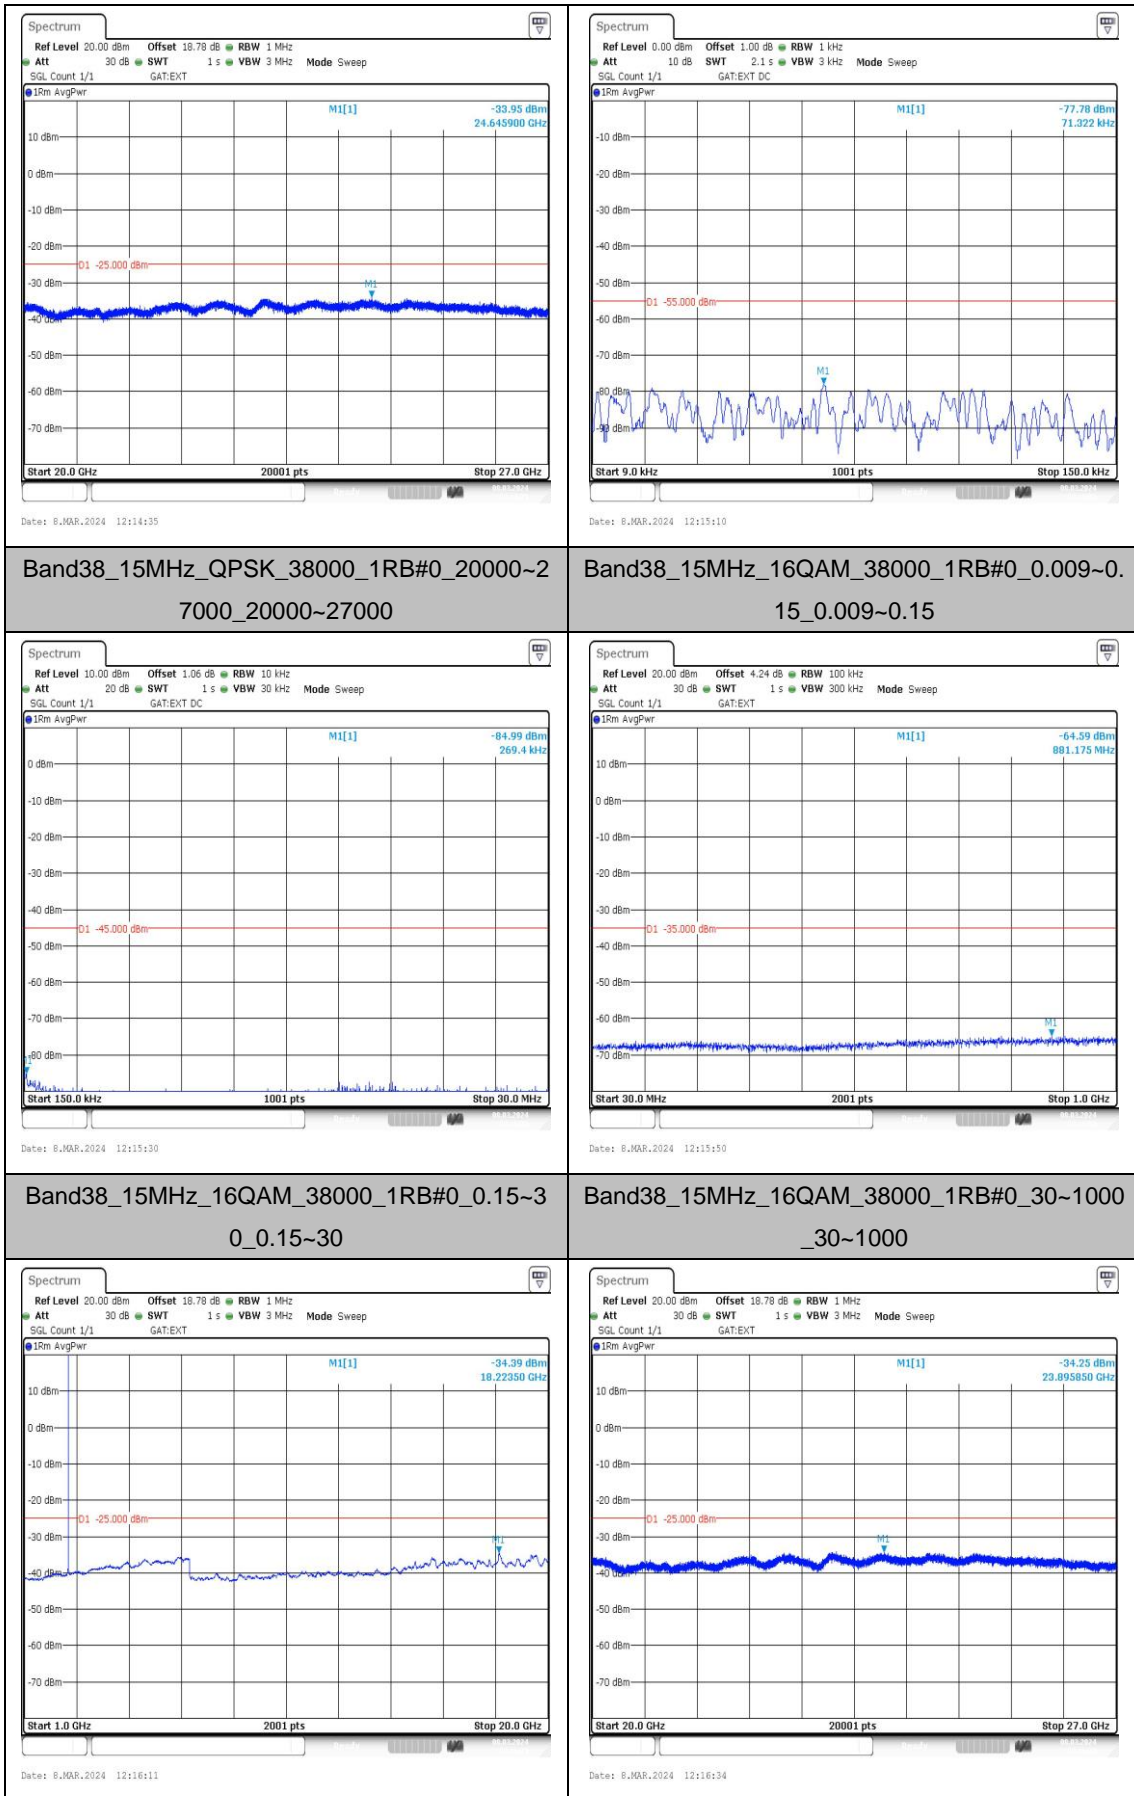 Spectrum
Ref Level 20.00 dBm Offset 18.78 dB RBW 1 MHz
Att 30 dB SWT 1 s VBW 3 MHz Mode Sweep
SGL Count 1/1 GAT:EXT
1Rm AvgPwr
M1[1] -33.95 dBm
24.645900 GHz
10 dBm
0 dBm
-10 dBm
-20 dBm
D1 -25.000 dBm
-30 dBm
M1
-40 dBm
-50 dBm
-60 dBm
-70 dBm
Start 20.0 GHz 20001 pts Stop 27.0 GHz
Date: 8.MAR.2024 12:14:35
Spectrum
Ref Level 0.00 dBm Offset 1.00 dB RBW 1 kHz
Att 10 dB SWT 2.1 s VBW 3 kHz Mode Sweep
SGL Count 1/1 GAT:EXT DC
1Rm AvgPwr
M1[1] -77.78 dBm
71.322 kHz
-10 dBm
-20 dBm
-30 dBm
-40 dBm
-50 dBm
D1 -55.000 dBm
-60 dBm
-70 dBm
M1
-80 dBm
-90 dBm
Start 9.0 kHz 1001 pts Stop 150.0 kHz
Date: 8.MAR.2024 12:15:10
Band38_15MHz_QPSK_38000_1RB#0_20000~2
7000_20000~27000
Band38_15MHz_16QAM_38000_1RB#0_0.009~0.
15_0.009~0.15
Spectrum
Ref Level 10.00 dBm Offset 1.06 dB RBW 10 kHz
Att 20 dB SWT 1 s VBW 30 kHz Mode Sweep
SGL Count 1/1 GAT:EXT DC
1Rm AvgPwr
M1[1] -84.99 dBm
269.4 kHz
0 dBm
-10 dBm
-20 dBm
-30 dBm
-40 dBm
D1 -45.000 dBm
-50 dBm
-60 dBm
-70 dBm
-80 dBm
Start 150.0 kHz 1001 pts Stop 30.0 MHz
Date: 8.MAR.2024 12:15:30
Spectrum
Ref Level 20.00 dBm Offset 4.24 dB RBW 100 kHz
Att 30 dB SWT 1 s VBW 300 kHz Mode Sweep
SGL Count 1/1 GAT:EXT
1Rm AvgPwr
M1[1] -64.59 dBm
881.175 MHz
10 dBm
0 dBm
-10 dBm
-20 dBm
-30 dBm
D1 -35.000 dBm
-40 dBm
-50 dBm
-60 dBm
M1
-70 dBm
Start 30.0 MHz 2001 pts Stop 1.0 GHz
Date: 8.MAR.2024 12:15:50
Band38_15MHz_16QAM_38000_1RB#0_0.15~3
0_0.15~30
Band38_15MHz_16QAM_38000_1RB#0_30~1000
_30~1000
Spectrum
Ref Level 20.00 dBm Offset 18.78 dB RBW 1 MHz
Att 30 dB SWT 1 s VBW 3 MHz Mode Sweep
SGL Count 1/1 GAT:EXT
1Rm AvgPwr
M1[1] -34.39 dBm
18.22350 GHz
10 dBm
0 dBm
-10 dBm
-20 dBm
D1 -25.000 dBm
-30 dBm
M1
-40 dBm
-50 dBm
-60 dBm
-70 dBm
Start 1.0 GHz 2001 pts Stop 20.0 GHz
Date: 8.MAR.2024 12:16:11
Spectrum
Ref Level 20.00 dBm Offset 18.78 dB RBW 1 MHz
Att 30 dB SWT 1 s VBW 3 MHz Mode Sweep
SGL Count 1/1 GAT:EXT
1Rm AvgPwr
M1[1] -34.25 dBm
23.895850 GHz
10 dBm
0 dBm
-10 dBm
-20 dBm
D1 -25.000 dBm
-30 dBm
M1
-40 dBm
-50 dBm
-60 dBm
-70 dBm
Start 20.0 GHz 20001 pts Stop 27.0 GHz
Date: 8.MAR.2024 12:16:34